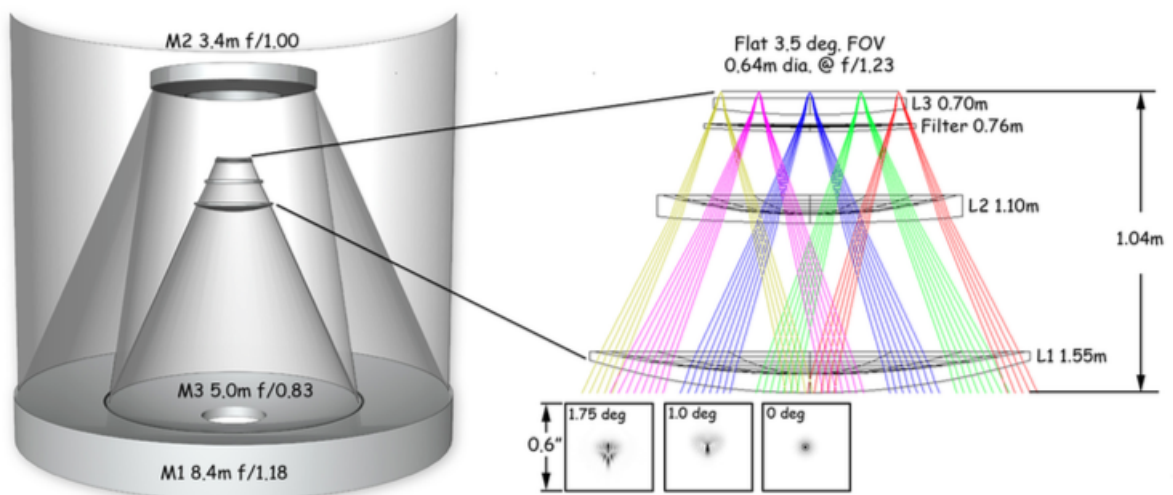 M2 3.4m f/1.00
M3 5.0m f/0.83
M1 8.4m f/1.18
Flat 3.5 deg. FOV
0.64m dia. @ f/1.23
L3 0.70m
Filter 0.76m
L2 1.10m
1.04m
L1 1.55m
0.6”
1.75 deg
1.0 deg
0 deg